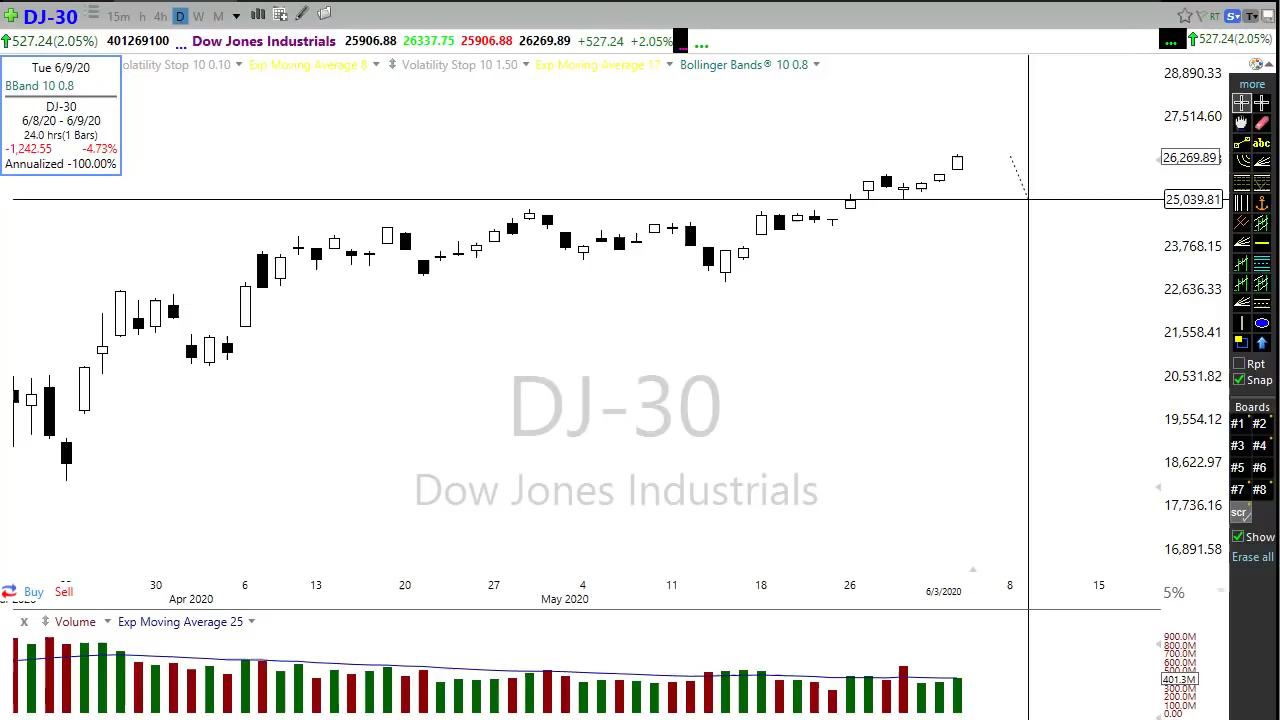 DJ-30 15m h 4h D W M RT S T
527.24(2.05%) 401269100 ... Dow Jones Industrials 25906.88 26337.75 25906.88 26269.89 +527.24 +2.05% ... ... ... 527.24(2.05%)
Tue 6/9/20
BBand 10 0.8
DJ-30
6/8/20 - 6/9/20
24.0 hrs(1 Bars)
-1,242.55 -4.73%
Annualized -100.00%
olatility Stop 10 0.10 Exp Moving Average 8 Volatility Stop 10 1.50 Exp Moving Average 17 Bollinger Bands® 10 0.8
28,890.33
27,514.60
26,269.89
25,039.81
23,768.15
22,636.33
21,558.41
20,531.82
19,554.12
18,622.97
17,736.16
16,891.58
5%
more
abc
Rpt
Snap
Boards
#1 #2
#3 #4
#5 #6
#7 #8
scr
Show
Erase all
DJ-30
Dow Jones Industrials
30 6 13 20 27 4 11 18 26 6/3/2020 8 15
Buy Sell
Apr 2020 May 2020
x Volume Exp Moving Average 25
900.0M
800.0M
700.0M
600.0M
500.0M
401.3M
300.0M
200.0M
100.0M
0.00